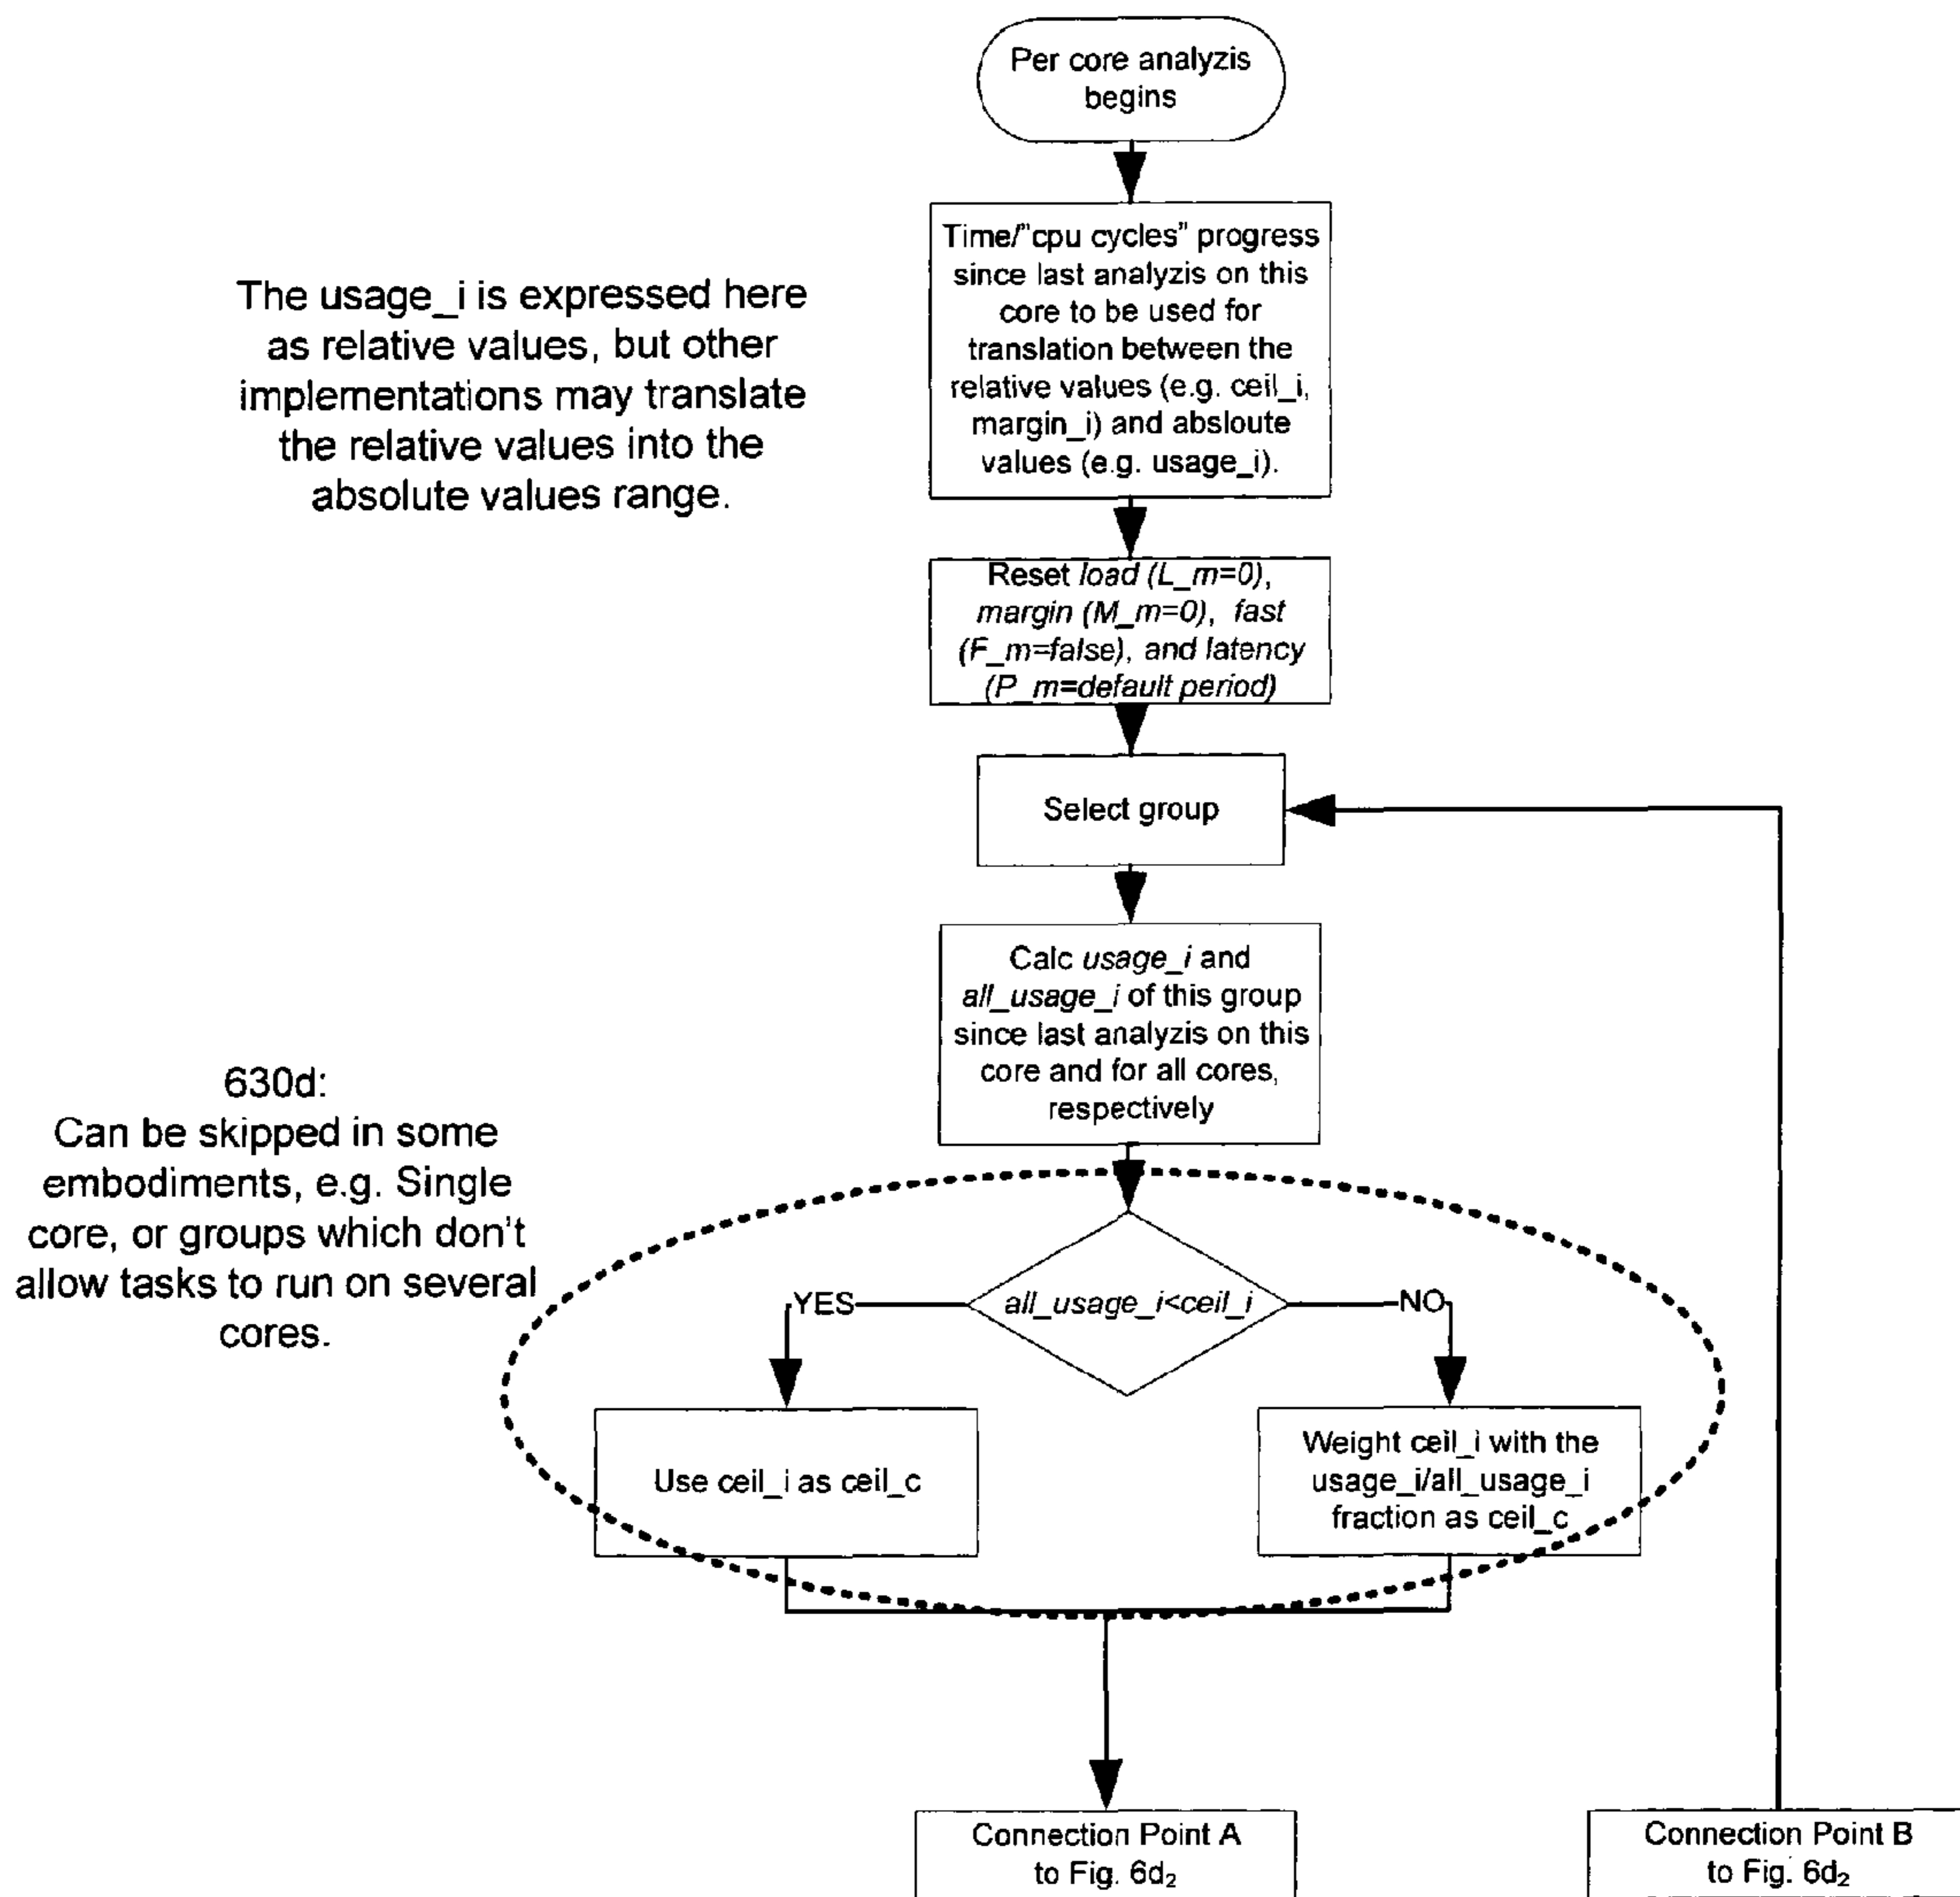 Per core analyzis
begins
Time/"cpu cycles" progress
since last analyzis on this
core to be used for
translation between the
relative values (e.g. ceil_i,
margin_i) and absloute
values (e.g. usage_i).
The usage_i is expressed here
as relative values, but other
implementations may translate
the relative values into the
absolute values range.
Reset load (L_m=0),
margin (M_m=0), fast
(F_m=false), and latency
(P_m=default period)
Select group
Calc usage_i and
all_usage_i of this group
since last analyzis on this
core and for all cores,
respectively
630d:
Can be skipped in some
embodiments, e.g. Single
core, or groups which don't
allow tasks to run on several
cores.
all_usage_i<ceil_i
YES
NO
Use ceil_i as ceil_c
Weight ceil_i with the
usage_i/all_usage_i
fraction as ceil_c
Connection Point A
to Fig. 6d₂
Connection Point B
to Fig. 6d₂